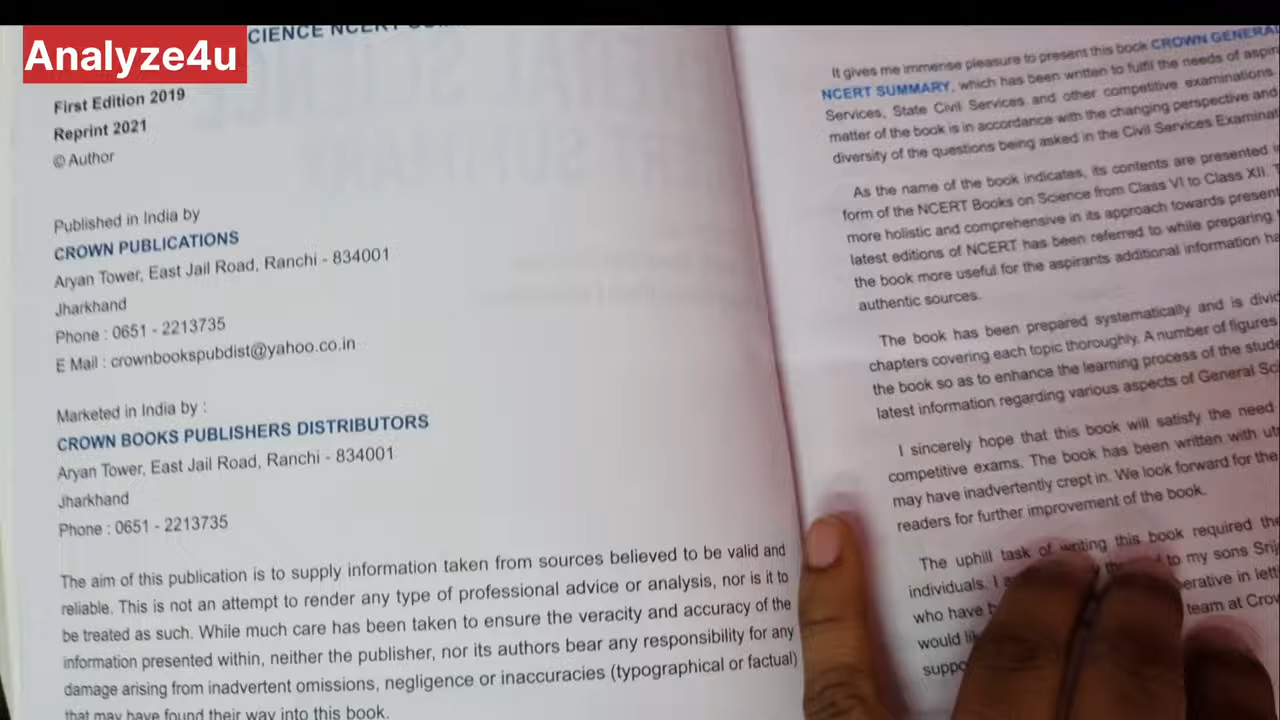 Analyze4u
CIENCE NCERT
First Edition 2019
Reprint 2021
© Author
Published in India by
CROWN PUBLICATIONS
Aryan Tower, East Jail Road, Ranchi - 834001
Jharkhand
Phone : 0651 - 2213735
E Mail : crownbookspubdist@yahoo.co.in
Marketed in India by :
CROWN BOOKS PUBLISHERS DISTRIBUTORS
Aryan Tower, East Jail Road, Ranchi - 834001
Jharkhand
Phone : 0651 - 2213735
The aim of this publication is to supply information taken from sources believed to be valid and
reliable. This is not an attempt to render any type of professional advice or analysis, nor is it to
be treated as such. While much care has been taken to ensure the veracity and accuracy of the
information presented within, neither the publisher, nor its authors bear any responsibility for any
damage arising from inadvertent omissions, negligence or inaccuracies (typographical or factual)
that may have found their way into this book.
It gives me immense pleasure to present this book CROWN GENERAL
NCERT SUMMARY, which has been written to fulfil the needs of aspir
Services, State Civil Services and other competitive examinations.
matter of the book is in accordance with the changing perspective and
diversity of the questions being asked in the Civil Services Examinat
As the name of the book indicates, its contents are presented
form of the NCERT Books on Science from Class VI to Class XII.
more holistic and comprehensive in its approach towards present
latest editions of NCERT has been referred to while preparing
the book more useful for the aspirants additional information ha
authentic sources.
The book has been prepared systematically and is divid
chapters covering each topic thoroughly. A number of figures
the book so as to enhance the learning process of the stude
latest information regarding various aspects of General Sc
I sincerely hope that this book will satisfy the need
competitive exams. The book has been written with ut
may have inadvertently crept in. We look forward for the
readers for further improvement of the book.
The uphill task of writing this book required the
individuals. I to my sons Srij
who have erative in letti
would li team at Crow
suppo